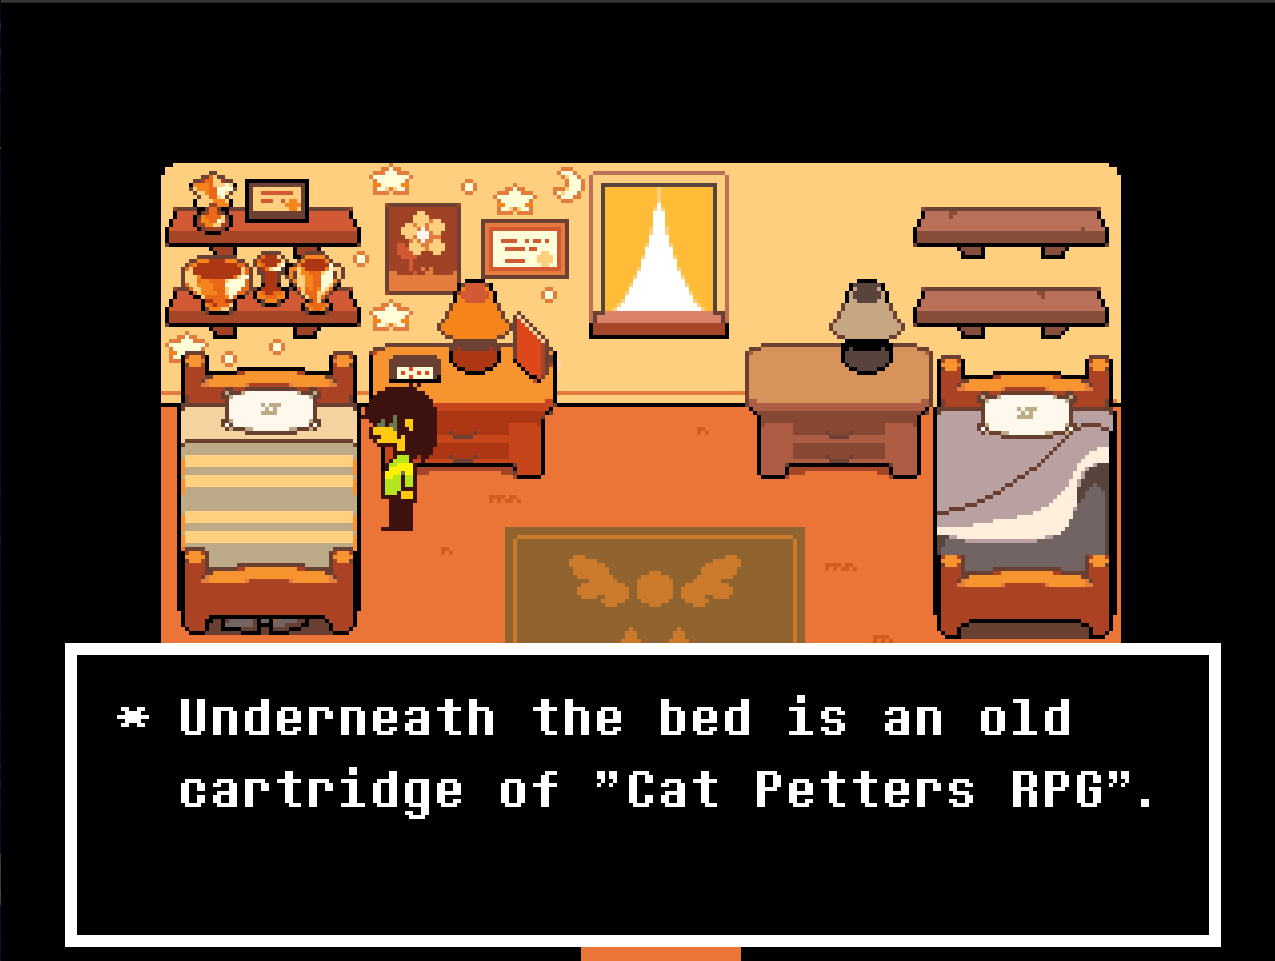 * Underneath the bed is an old
cartridge of "Cat Petters RPG".